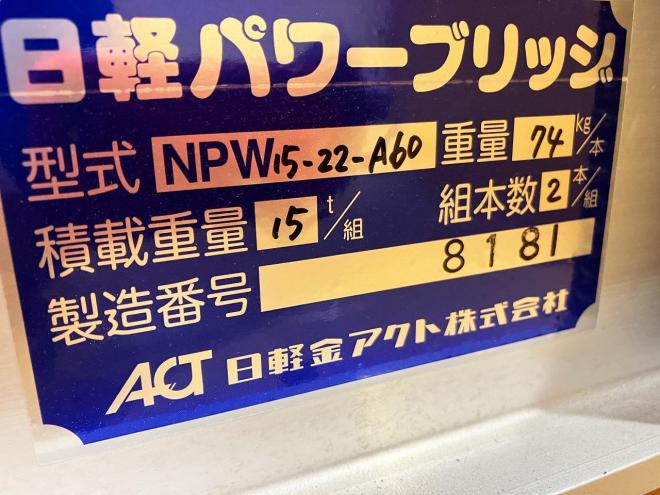 日軽パワーブリッジ
型式 NPW15-22-A60 重量 74 kg/本
積載重量 15 t/組 組本数 2 本/組
製造番号 8181
ACT 日軽金アクト株式会社